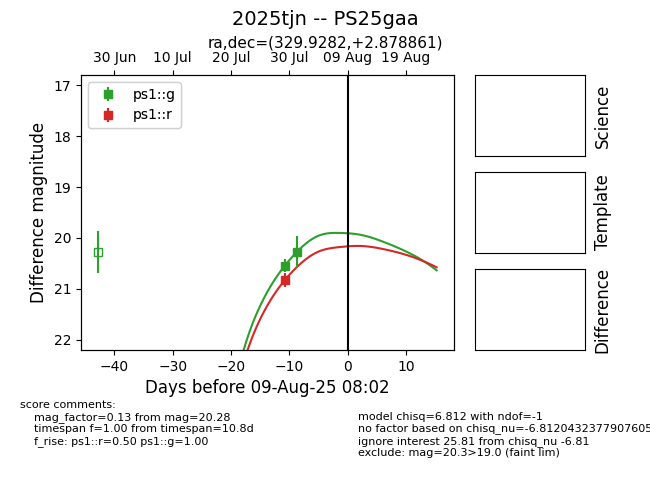 2025tjn -- PS25gaa
ra,dec=(329.9282,+2.878861)
30 Jun 10 Jul 20 Jul 30 Jul 09 Aug 19 Aug
ps1::g
ps1::r
17
18
19
20
21
22
Difference magnitude
−40 −30 −20 −10 0 10
Days before 09-Aug-25 08:02
Science
Template
Difference
score comments:
mag_factor=0.13 from mag=20.28
timespan f=1.00 from timespan=10.8d
f_rise: ps1::r=0.50 ps1::g=1.00
model chisq=6.812 with ndof=-1
no factor based on chisq_nu=-6.8120432377907605
ignore interest 25.81 from chisq_nu -6.81
exclude: mag=20.3>19.0 (faint lim)